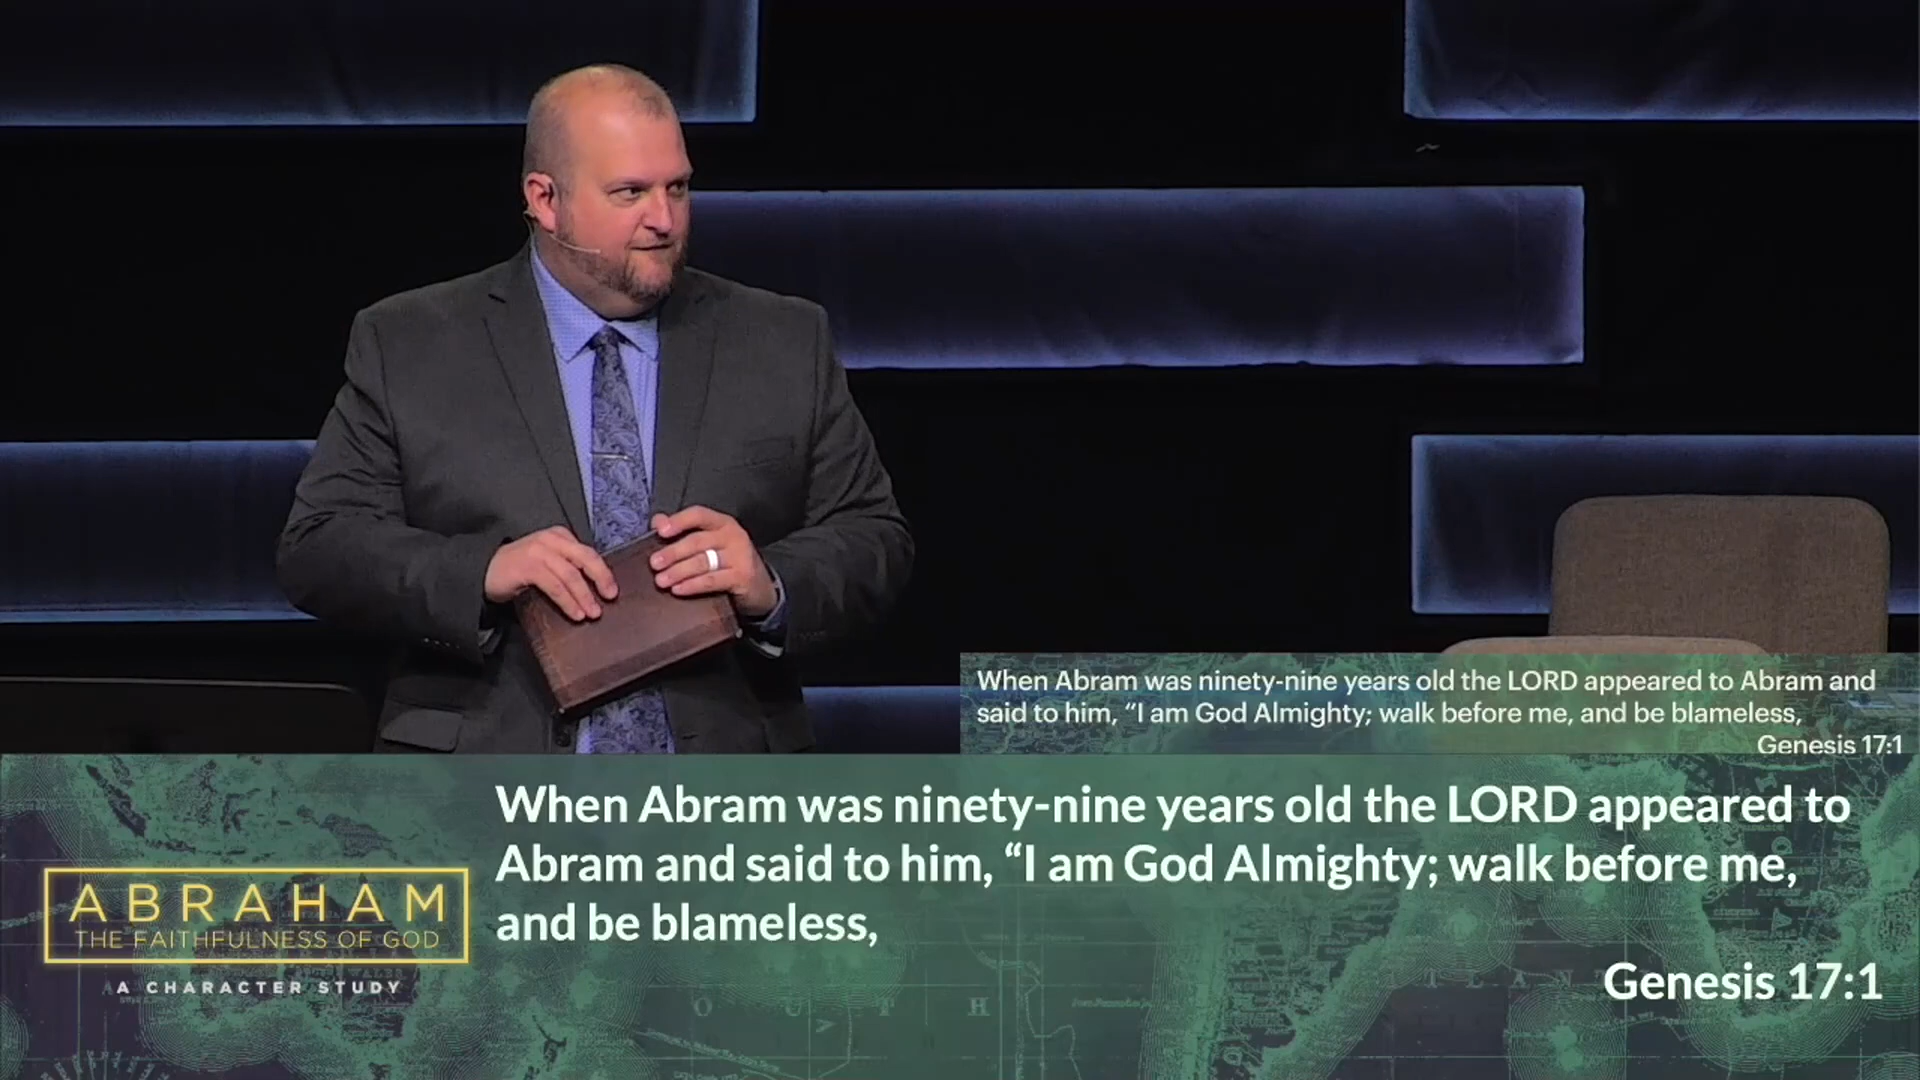 When Abram was ninety-nine years old the LORD appeared to Abram and
said to him, “I am God Almighty; walk before me, and be blameless,
Genesis 17:1
When Abram was ninety-nine years old the LORD appeared to
Abram and said to him, “I am God Almighty; walk before me,
and be blameless,
Genesis 17:1
ABRAHAM
THE FAITHFULNESS OF GOD
A CHARACTER STUDY
O U T H